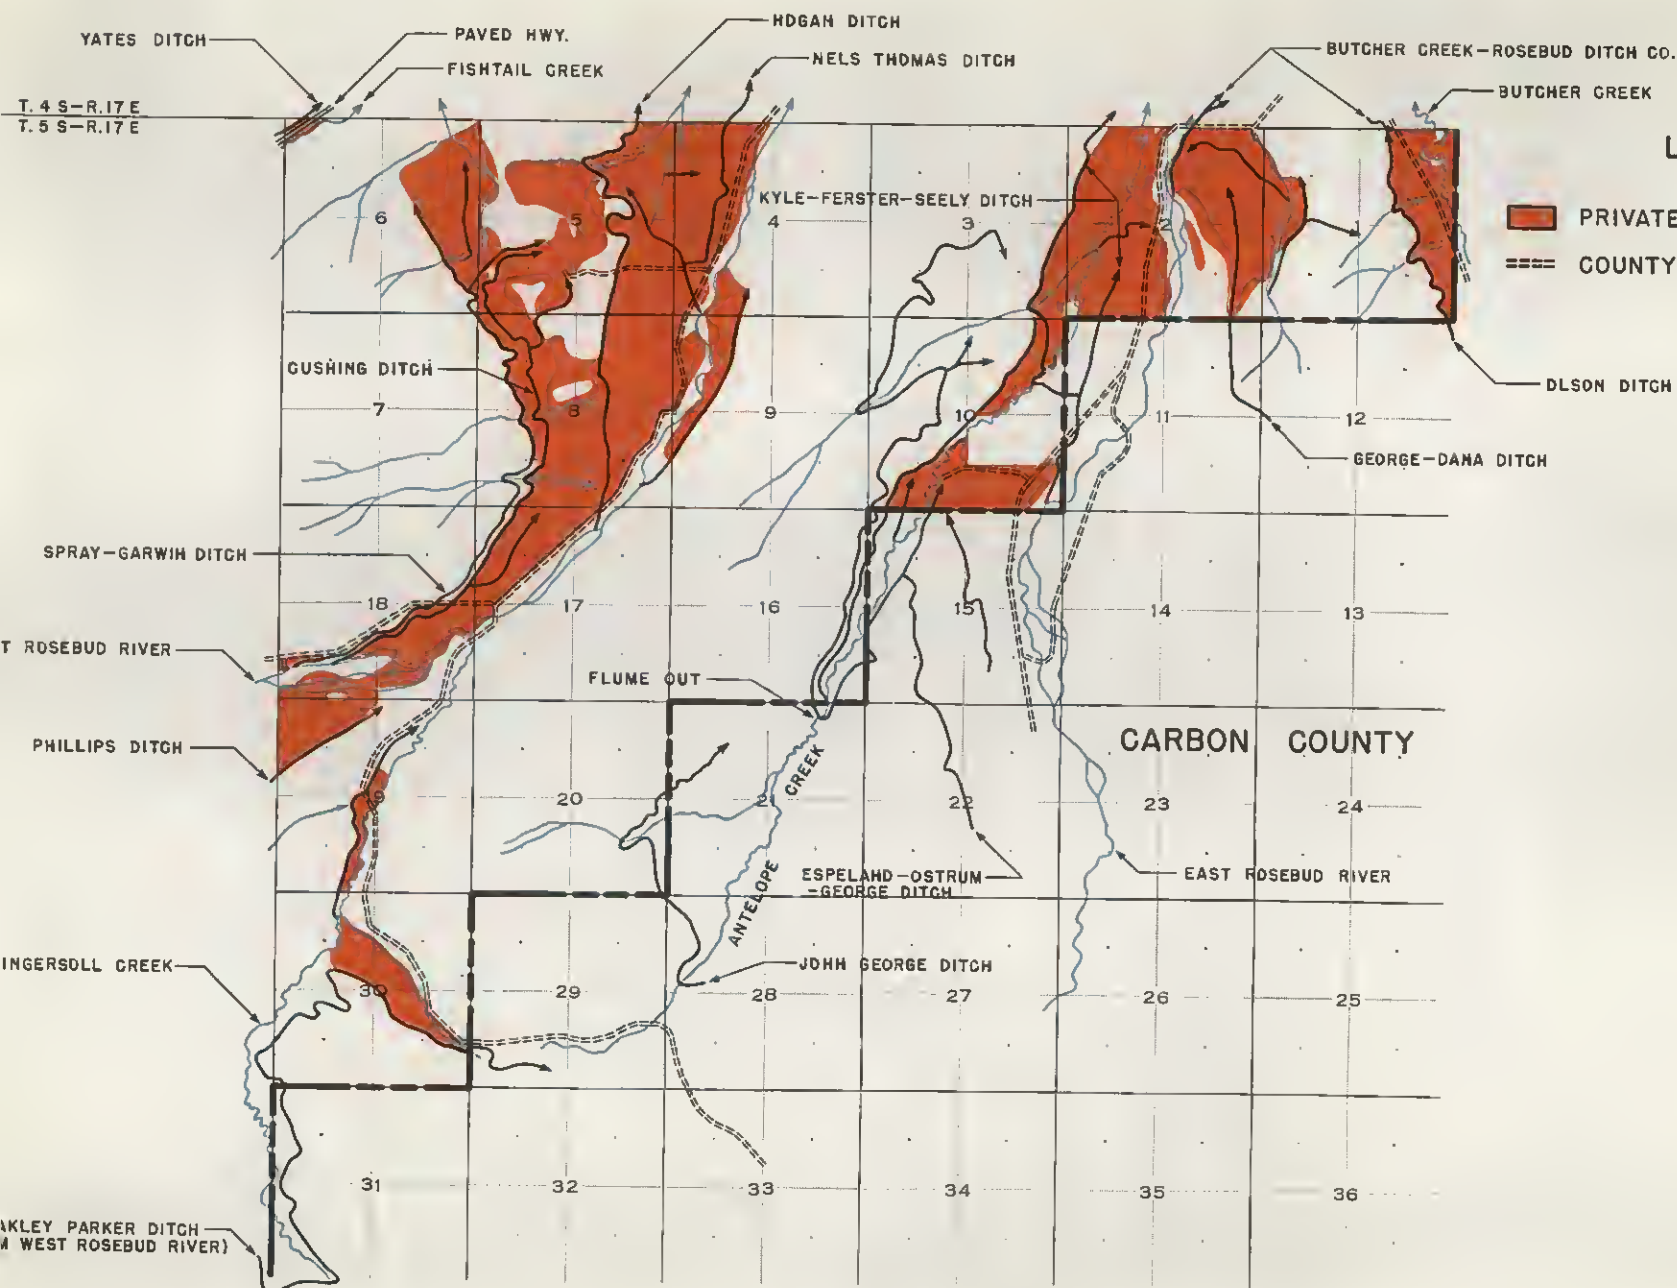 HDGAN DITCH
YATES DITCH
PAVED HWY.
NELS THOMAS DITCH
FISHTAIL CREEK
BUTCHER CREEK-ROSEBUD DITCH CO.
BUTCHER CREEK
T. 4 S-R.17 E
T. 5 S-R.17 E
L
KYLE-FERSTER-SEELY DITCH
PRIVATE
COUNTY
6
5
4
3
2
1
CUSHING DITCH
DLSON DITCH
7
8
9
10
11
12
GEORGE-DANA DITCH
SPRAY-GARWIN DITCH
18
17
16
15
14
13
T ROSEBUD RIVER
FLUME OUT
PHILLIPS DITCH
CARBON COUNTY
19
20
21
22
23
24
ANTELOPE CREEK
ESPELAND-OSTRUM
-GEORGE DITCH
EAST ROSEBUD RIVER
INGERSOLL CREEK
JOHN GEORGE DITCH
30
29
28
27
26
25
31
32
33
34
35
36
AKLEY PARKER DITCH
M WEST ROSEBUD RIVER)